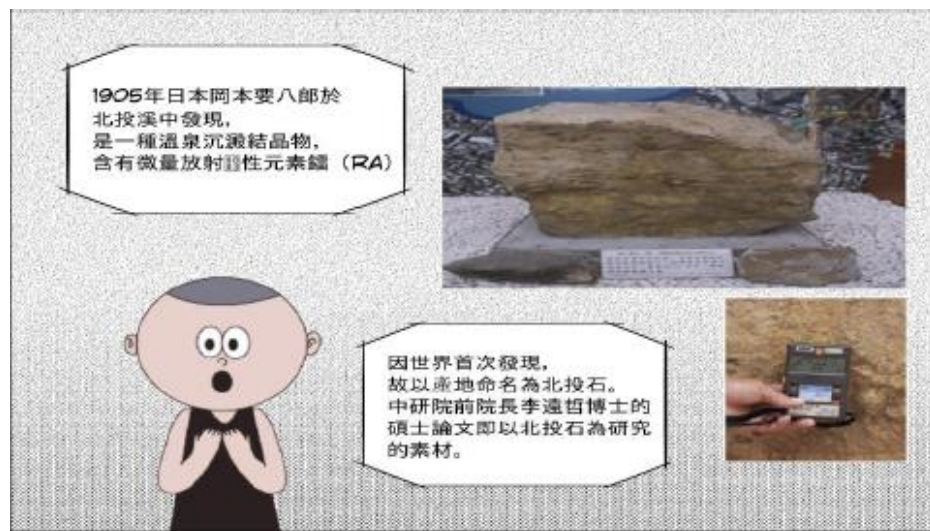 1905年日本岡本要八郎於
北投溪中發現,
是一種溫泉沉澱結晶物,
含有微量放射性元素鐳（RA）
因世界首次發現,
故以產地命名為北投石。
中研院前院長李遠哲博士的
碩士論文即以北投石為研究
的素材。